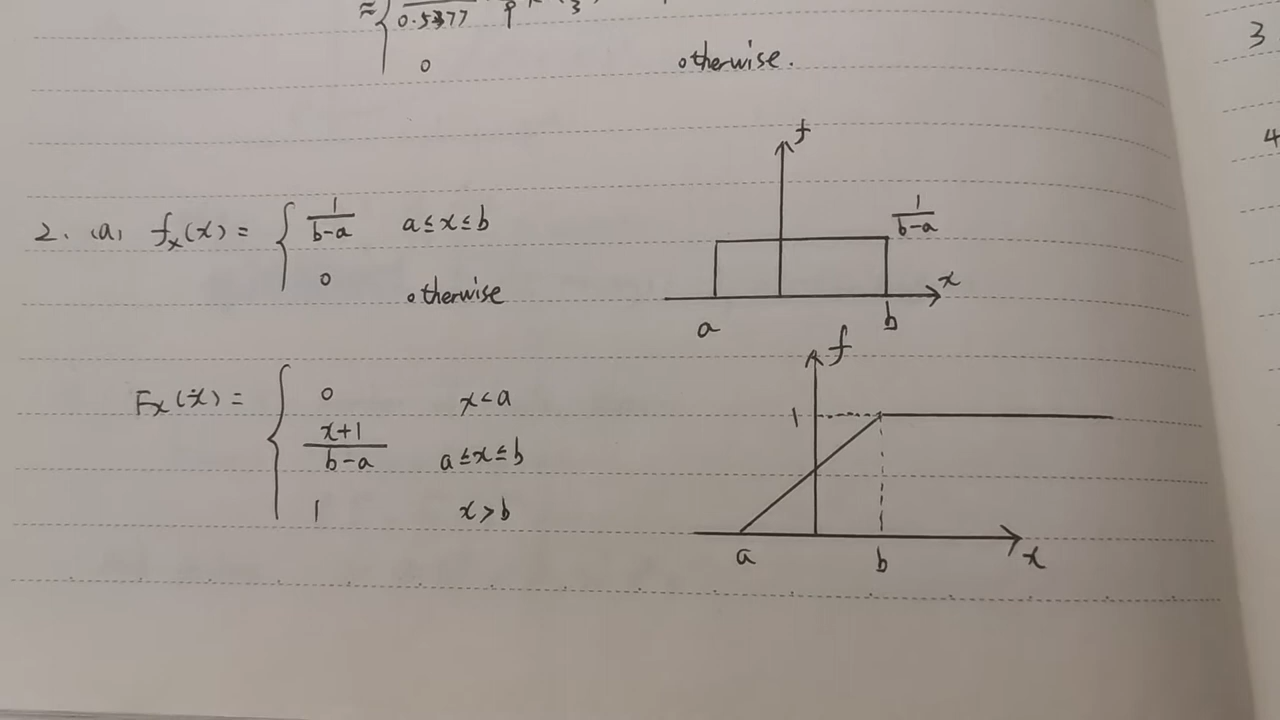 ≈ { 0.5377
0 otherwise.
3
4
f
2. (a) fx(x) = { 1/(b-a) a≤x≤b
0 otherwise
1/(b-a)
x
a b
f
Fx(x) = { 0 x<a
(x+1)/(b-a) a≤x≤b
1 x>b
1
a b x